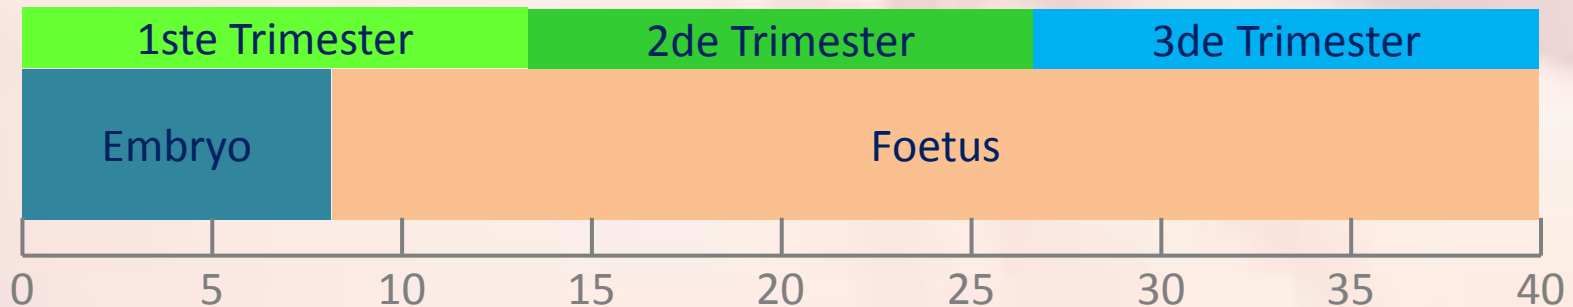 1ste Trimester 2de Trimester 3de Trimester
Embryo Foetus
0 5 10 15 20 25 30 35 40